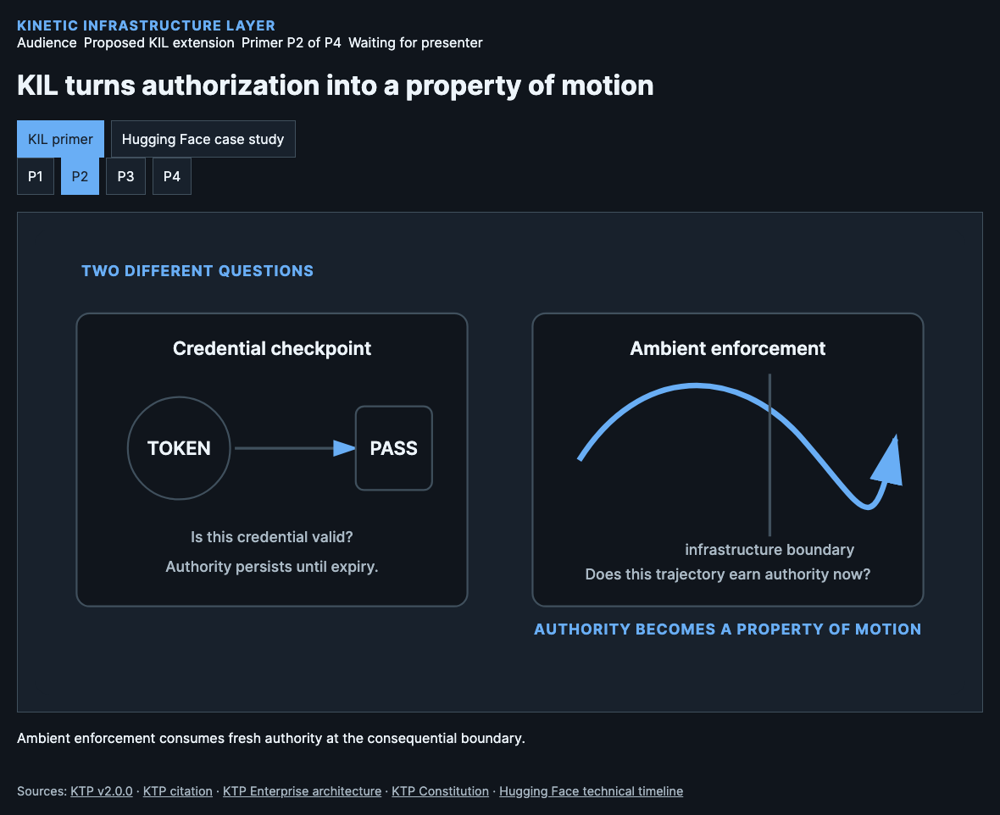 KINETIC INFRASTRUCTURE LAYER
Audience Proposed KIL extension Primer P2 of P4 Waiting for presenter
KIL turns authorization into a property of motion
KIL primer
Hugging Face case study
P1
P2
P3
P4
TWO DIFFERENT QUESTIONS
Credential checkpoint
TOKEN
PASS
Is this credential valid?
Authority persists until expiry.
Ambient enforcement
infrastructure boundary
Does this trajectory earn authority now?
AUTHORITY BECOMES A PROPERTY OF MOTION
Ambient enforcement consumes fresh authority at the consequential boundary.
Sources: KTP v2.0.0 · KTP citation · KTP Enterprise architecture · KTP Constitution · Hugging Face technical timeline